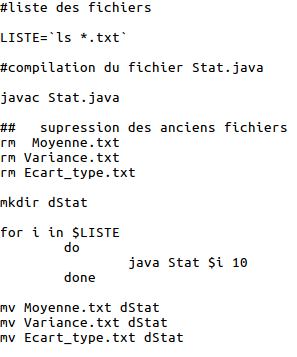 #liste des fichiers
LISTE=`ls *.txt`
#compilation du fichier Stat.java
javac Stat.java
##   supression des anciens fichiers
rm  Moyenne.txt
rm Variance.txt
rm Ecart_type.txt
mkdir dStat
for i in $LISTE
do
java Stat $i 10
done
mv Moyenne.txt dStat
mv Variance.txt dStat
mv Ecart_type.txt dStat